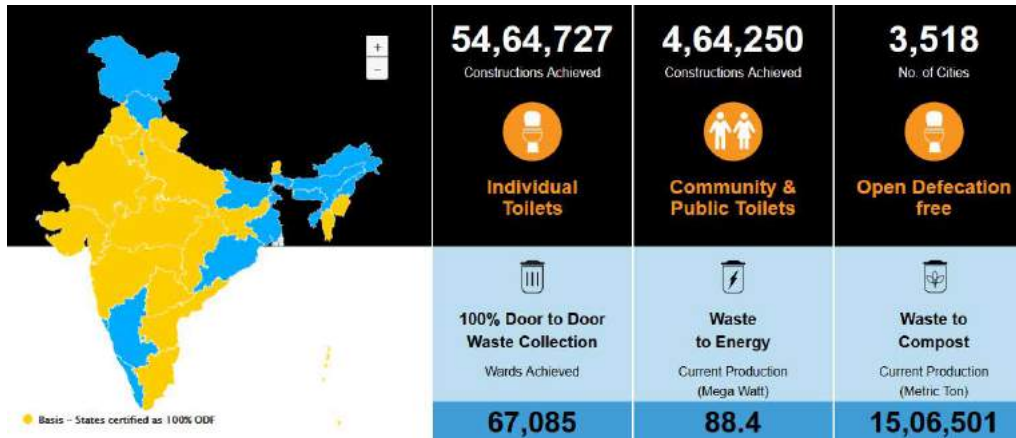 +
−
54,64,727
Constructions Achieved
Individual
Toilets
4,64,250
Constructions Achieved
Community &
Public Toilets
3,518
No. of Cities
Open Defecation
free
100% Door to Door
Waste Collection
Wards Achieved
67,085
Waste
to Energy
Current Production
(Mega Watt)
88.4
Waste to
Compost
Current Production
(Metric Ton)
15,06,501
Basis – States certified as 100% ODF